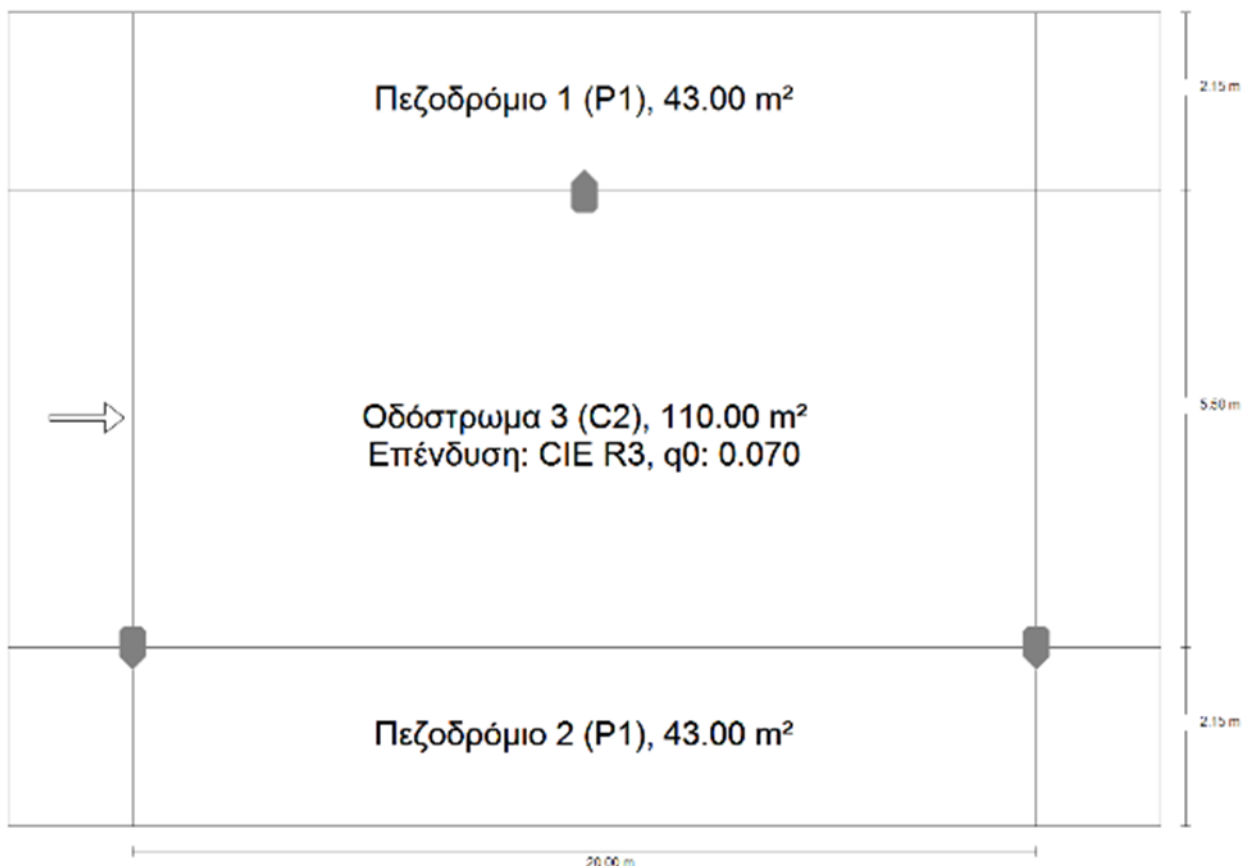 Πεζοδρόμιο 1 (P1), 43.00 m²
2.15 m
5.50 m
Οδόστρωμα 3 (C2), 110.00 m²
Επένδυση: CIE R3, q0: 0.070
Πεζοδρόμιο 2 (P1), 43.00 m²
2.15 m
20.00 m